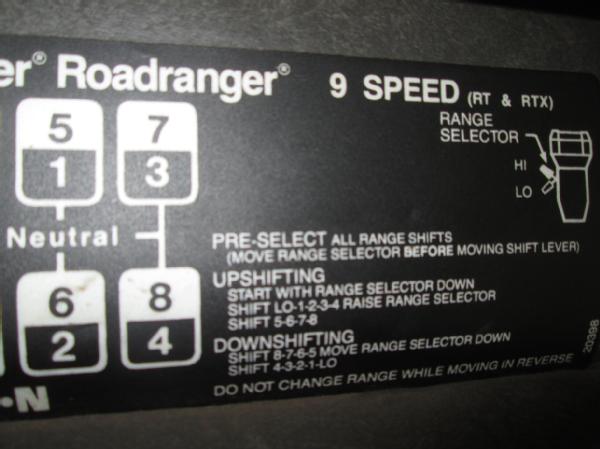 er® Roadranger® 9 SPEED (RT & RTX)
RANGE
SELECTOR
HI
LO
5 7
1 3
Neutral
6 8
2 4
PRE-SELECT ALL RANGE SHIFTS
(MOVE RANGE SELECTOR BEFORE MOVING SHIFT LEVER)
UPSHIFTING
START WITH RANGE SELECTOR DOWN
SHIFT LO-1-2-3-4 RAISE RANGE SELECTOR
SHIFT 5-6-7-8
DOWNSHIFTING
SHIFT 8-7-6-5 MOVE RANGE SELECTOR DOWN
SHIFT 4-3-2-1-LO
DO NOT CHANGE RANGE WHILE MOVING IN REVERSE
20398
·N